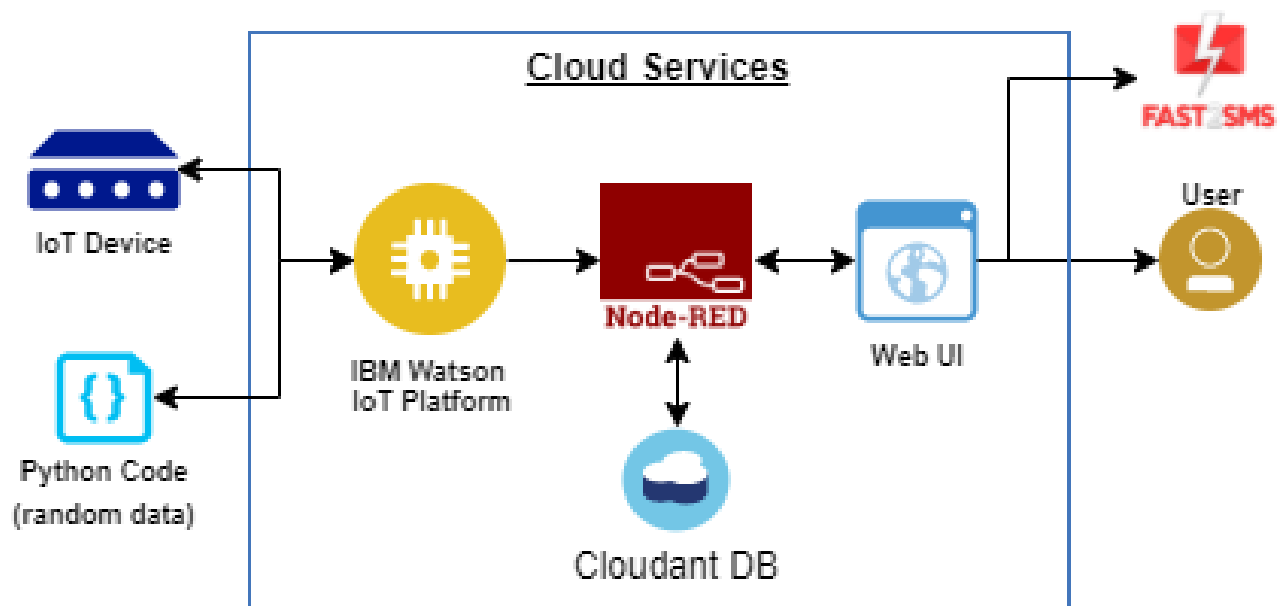 Cloud Services
FAST2SMS
IoT Device
User
IBM Watson
IoT Platform
Node-RED
Web UI
Python Code
(random data)
Cloudant DB